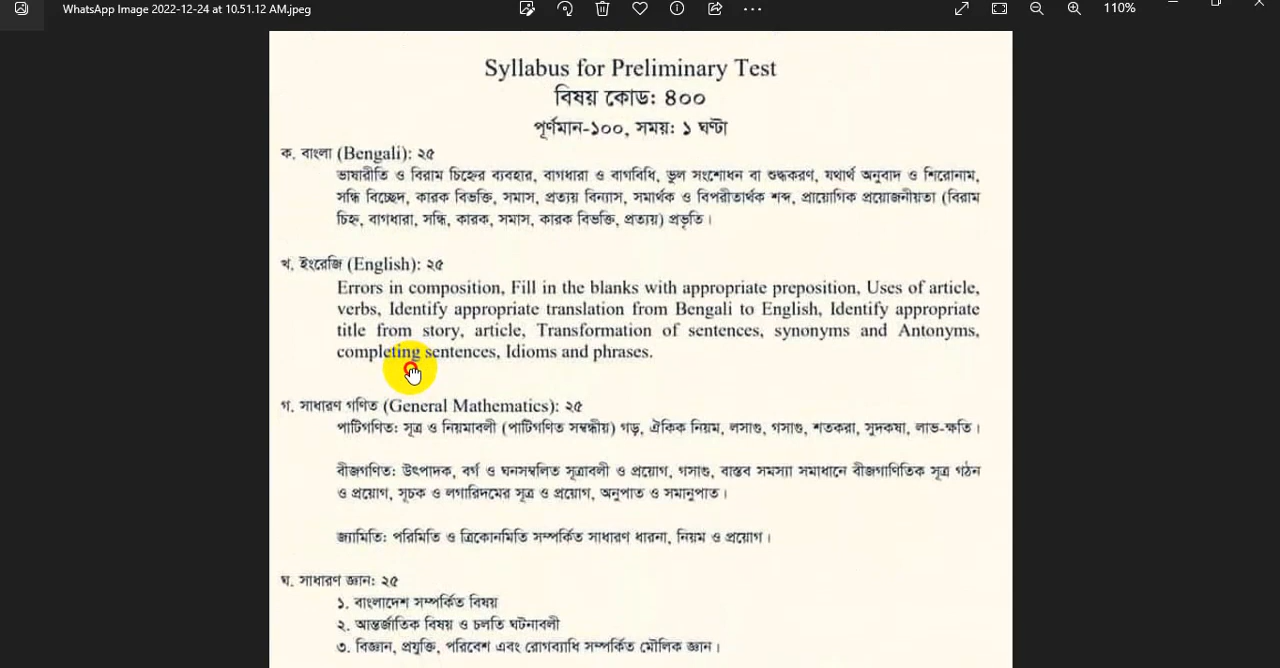 WhatsApp Image 2022-12-24 at 10.51.12 AM.jpeg
110%
Syllabus for Preliminary Test
বিষয় কোড: ৪০০
পূর্ণমান-১০০, সময়: ১ ঘণ্টা
ক. বাংলা (Bengali): ২৫
ভাষারীতি ও বিরাম চিহ্নের ব্যবহার, বাগধারা ও বাগবিধি, ভুল সংশোধন বা শুদ্ধকরণ, যথার্থ অনুবাদ ও শিরোনাম,
সন্ধি বিচ্ছেদ, কারক বিভক্তি, সমাস, প্রত্যয় বিন্যাস, সমার্থক ও বিপরীতার্থক শব্দ, প্রায়োগিক প্রয়োজনীয়তা (বিরাম
চিহ্ন, বাগধারা, সন্ধি, কারক, সমাস, কারক বিভক্তি, প্রত্যয়) প্রভৃতি।
খ. ইংরেজি (English): ২৫
Errors in composition, Fill in the blanks with appropriate preposition, Uses of article,
verbs, Identify appropriate translation from Bengali to English, Identify appropriate
title from story, article, Transformation of sentences, synonyms and Antonyms,
completing sentences, Idioms and phrases.
গ. সাধারণ গণিত (General Mathematics): ২৫
পাটিগণিত: সূত্র ও নিয়মাবলী (পাটিগণিত সম্বন্ধীয়) গড়, ঐকিক নিয়ম, লসাগু, গসাগু, শতকরা, সুদকষা, লাভ-ক্ষতি।
বীজগণিত: উৎপাদক, বর্গ ও ঘনসম্বলিত সূত্রাবলী ও প্রয়োগ, গসাগু, বাস্তব সমস্যা সমাধানে বীজগাণিতিক সূত্র গঠন
ও প্রয়োগ, সূচক ও লগারিদমের সূত্র ও প্রয়োগ, অনুপাত ও সমানুপাত।
জ্যামিতি: পরিমিতি ও ত্রিকোনমিতি সম্পর্কিত সাধারণ ধারনা, নিয়ম ও প্রয়োগ।
ঘ. সাধারণ জ্ঞান: ২৫
১. বাংলাদেশ সম্পর্কিত বিষয়
২. আন্তর্জাতিক বিষয় ও চলতি ঘটনাবলী
৩. বিজ্ঞান, প্রযুক্তি, পরিবেশ এবং রোগব্যাধি সম্পর্কিত মৌলিক জ্ঞান।